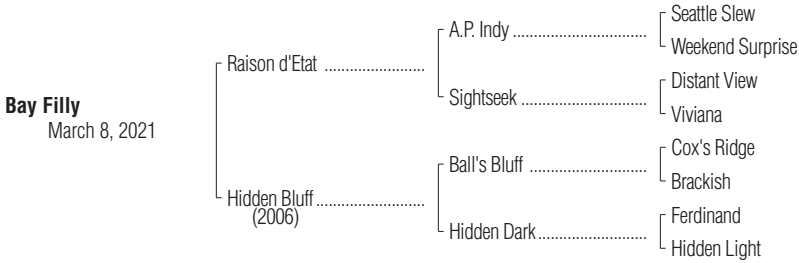 Bay Filly
March 8, 2021
Raison d'Etat ........................
Hidden Bluff ..........................
(2006)
A.P. Indy ................................
Sightseek ..............................
Ball's Bluff ............................
Hidden Dark ..........................
Seattle Slew
Weekend Surprise
Distant View
Viviana
Cox's Ridge
Brackish
Ferdinand
Hidden Light